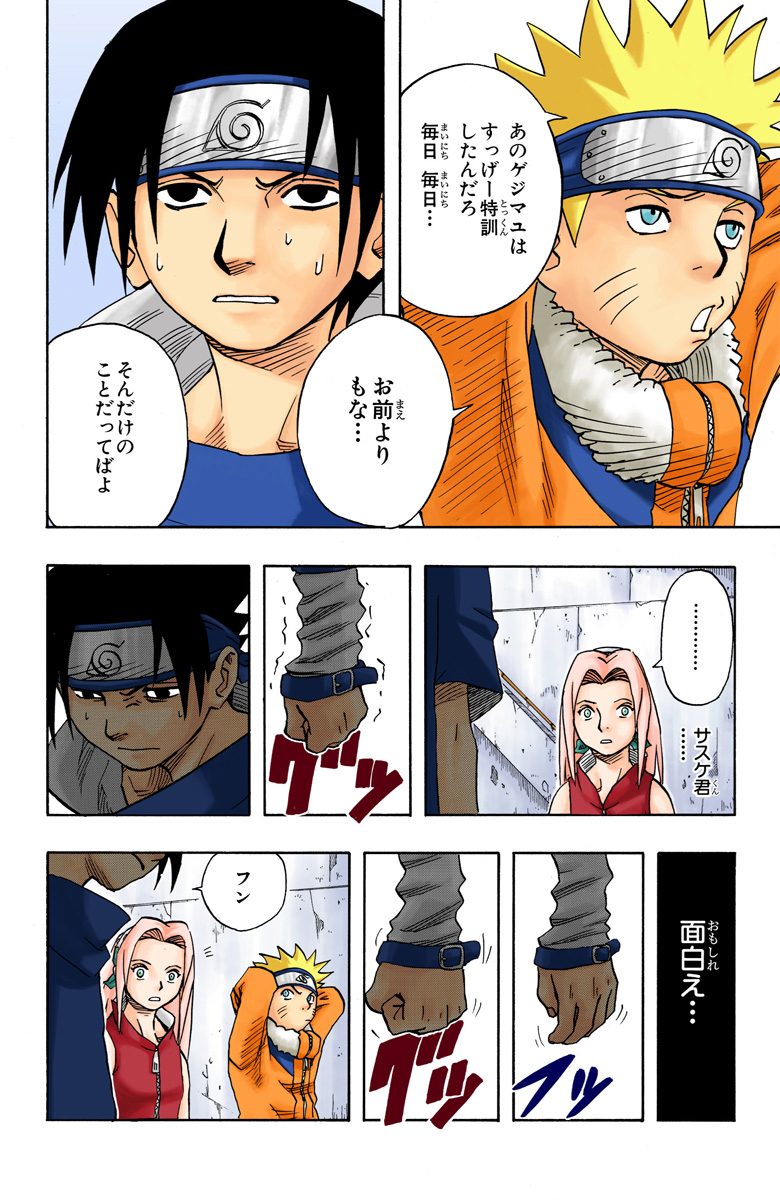 あのゲジマユは
すっげー特訓
したんだろ
毎日 毎日…
お前より
もな…
そんだけの
ことだってばよ
…………
サスケ君
……
グッ
面白え…
フッ
グッ
フン